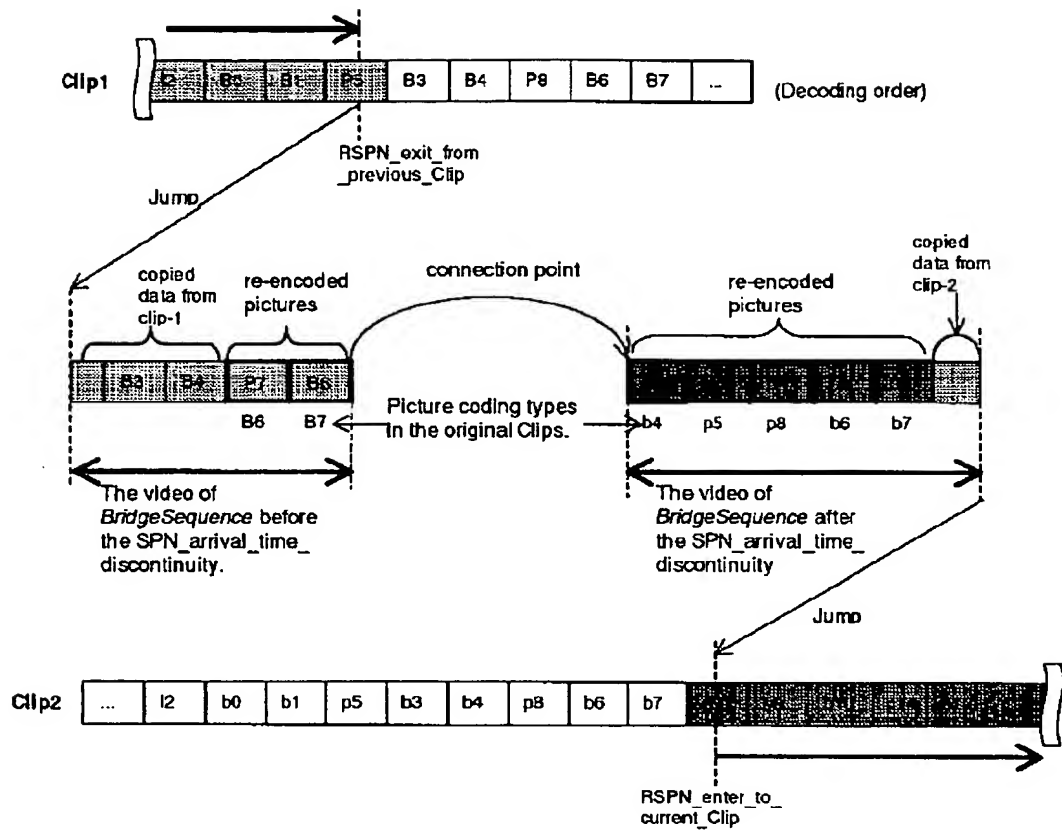 Clip1
I2 B0 B1 P5 B3 B4 P8 B6 B7 ...
(Decoding order)
RSPN_exit_from
_previous_Clip
Jump
copied
data from
clip-1
re-encoded
pictures
connection point
re-encoded
pictures
copied
data from
clip-2
B3 B4 P7 B6
B6 B7
Picture coding types
in the original Clips.
b4 p5 p8 b6 b7
The video of
BridgeSequence before
the SPN_arrival_time_
discontinuity.
The video of
BridgeSequence after
the SPN_arrival_time_
discontinuity
Jump
Clip2
... I2 b0 b1 p5 b3 b4 p8 b6 b7
RSPN_enter_to_
current_Clip